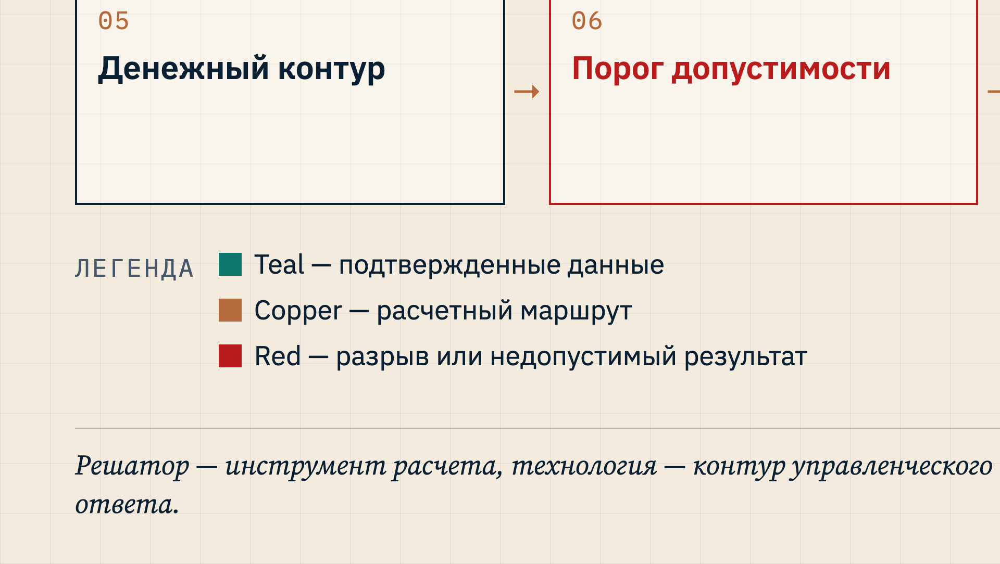 05
Денежный контур
06
Порог допустимости
ЛЕГЕНДА
Teal — подтвержденные данные
Copper — расчетный маршрут
Red — разрыв или недопустимый результат
Решатор — инструмент расчета, технология — контур управленческого
ответа.